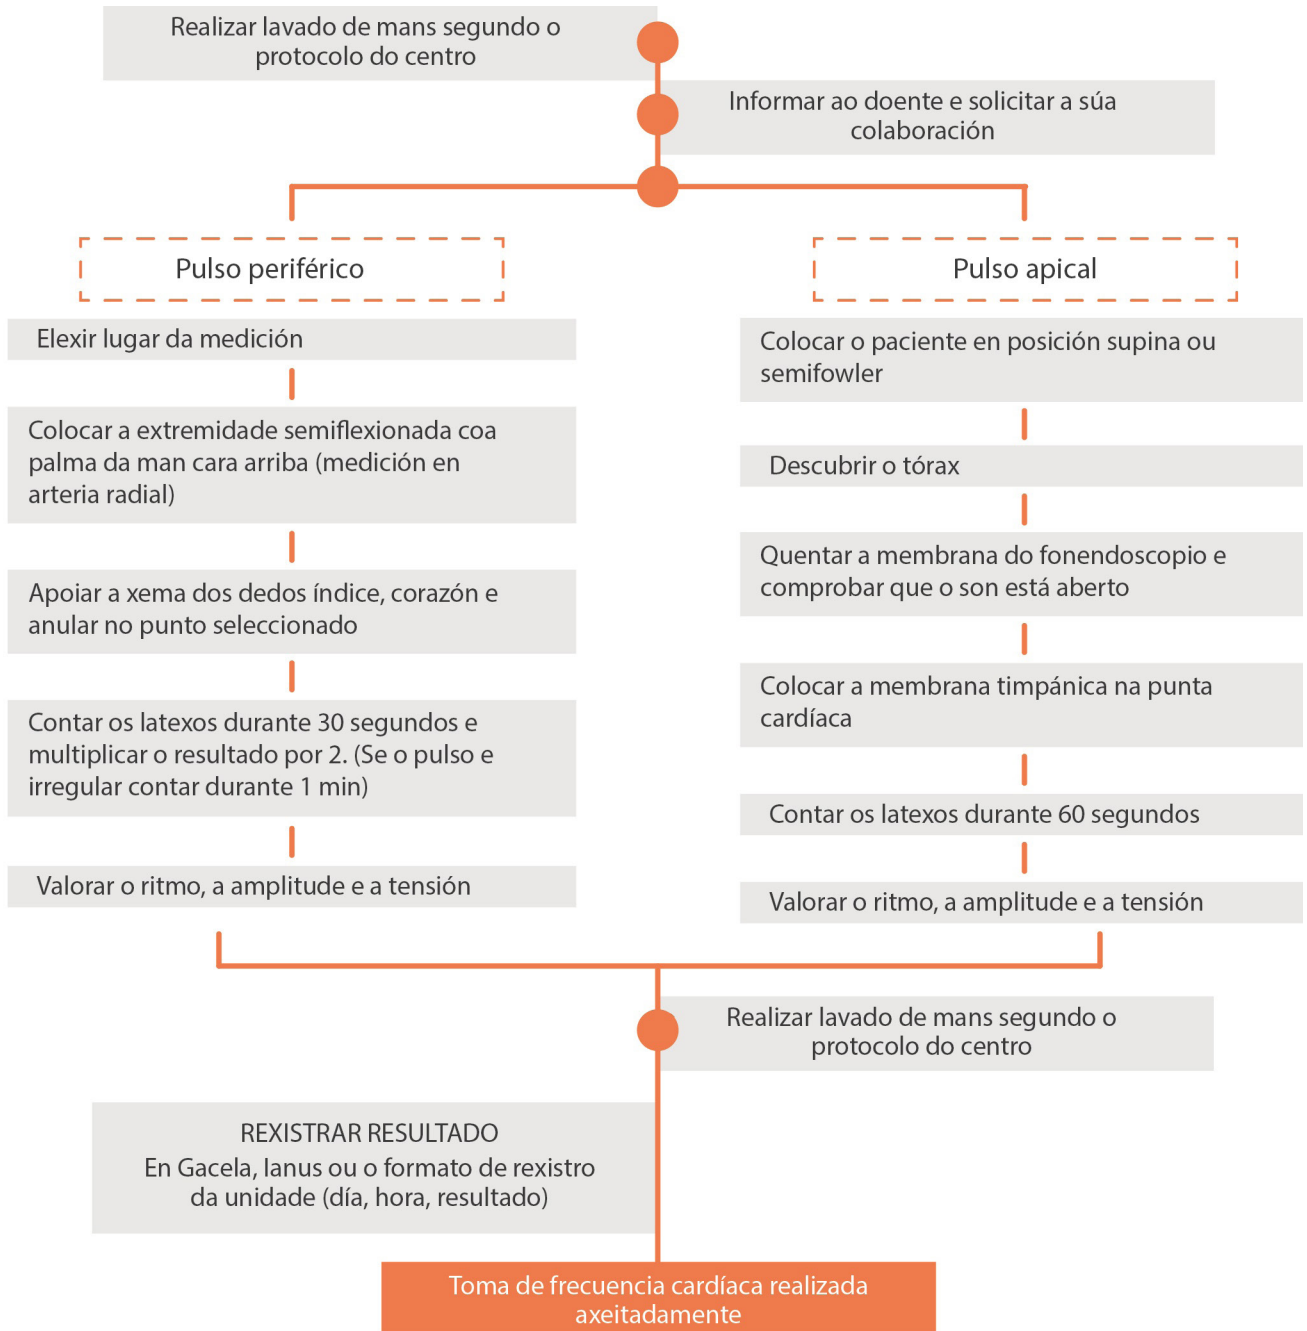 Realizar lavado de mans segundo o
protocolo do centro
Informar ao doente e solicitar a súa
colaboración
Pulso periférico
Elexir lugar da medición
Colocar a extremidade semiflexionada coa
palma da man cara arriba (medición en
arteria radial)
Apoiar a xema dos dedos índice, corazón e
anular no punto seleccionado
Contar os latexos durante 30 segundos e
multiplicar o resultado por 2. (Se o pulso e
irregular contar durante 1 min)
Valorar o ritmo, a amplitude e a tensión
Pulso apical
Colocar o paciente en posición supina ou
semifowler
Descubrir o tórax
Quentar a membrana do fonendoscopio e
comprobar que o son está aberto
Colocar a membrana timpánica na punta
cardíaca
Contar os latexos durante 60 segundos
Valorar o ritmo, a amplitude e a tensión
Realizar lavado de mans segundo o
protocolo do centro
REXISTRAR RESULTADO
En Gacela, Ianus ou o formato de rexistro
da unidade (día, hora, resultado)
Toma de frecuencia cardíaca realizada
axeitadamente